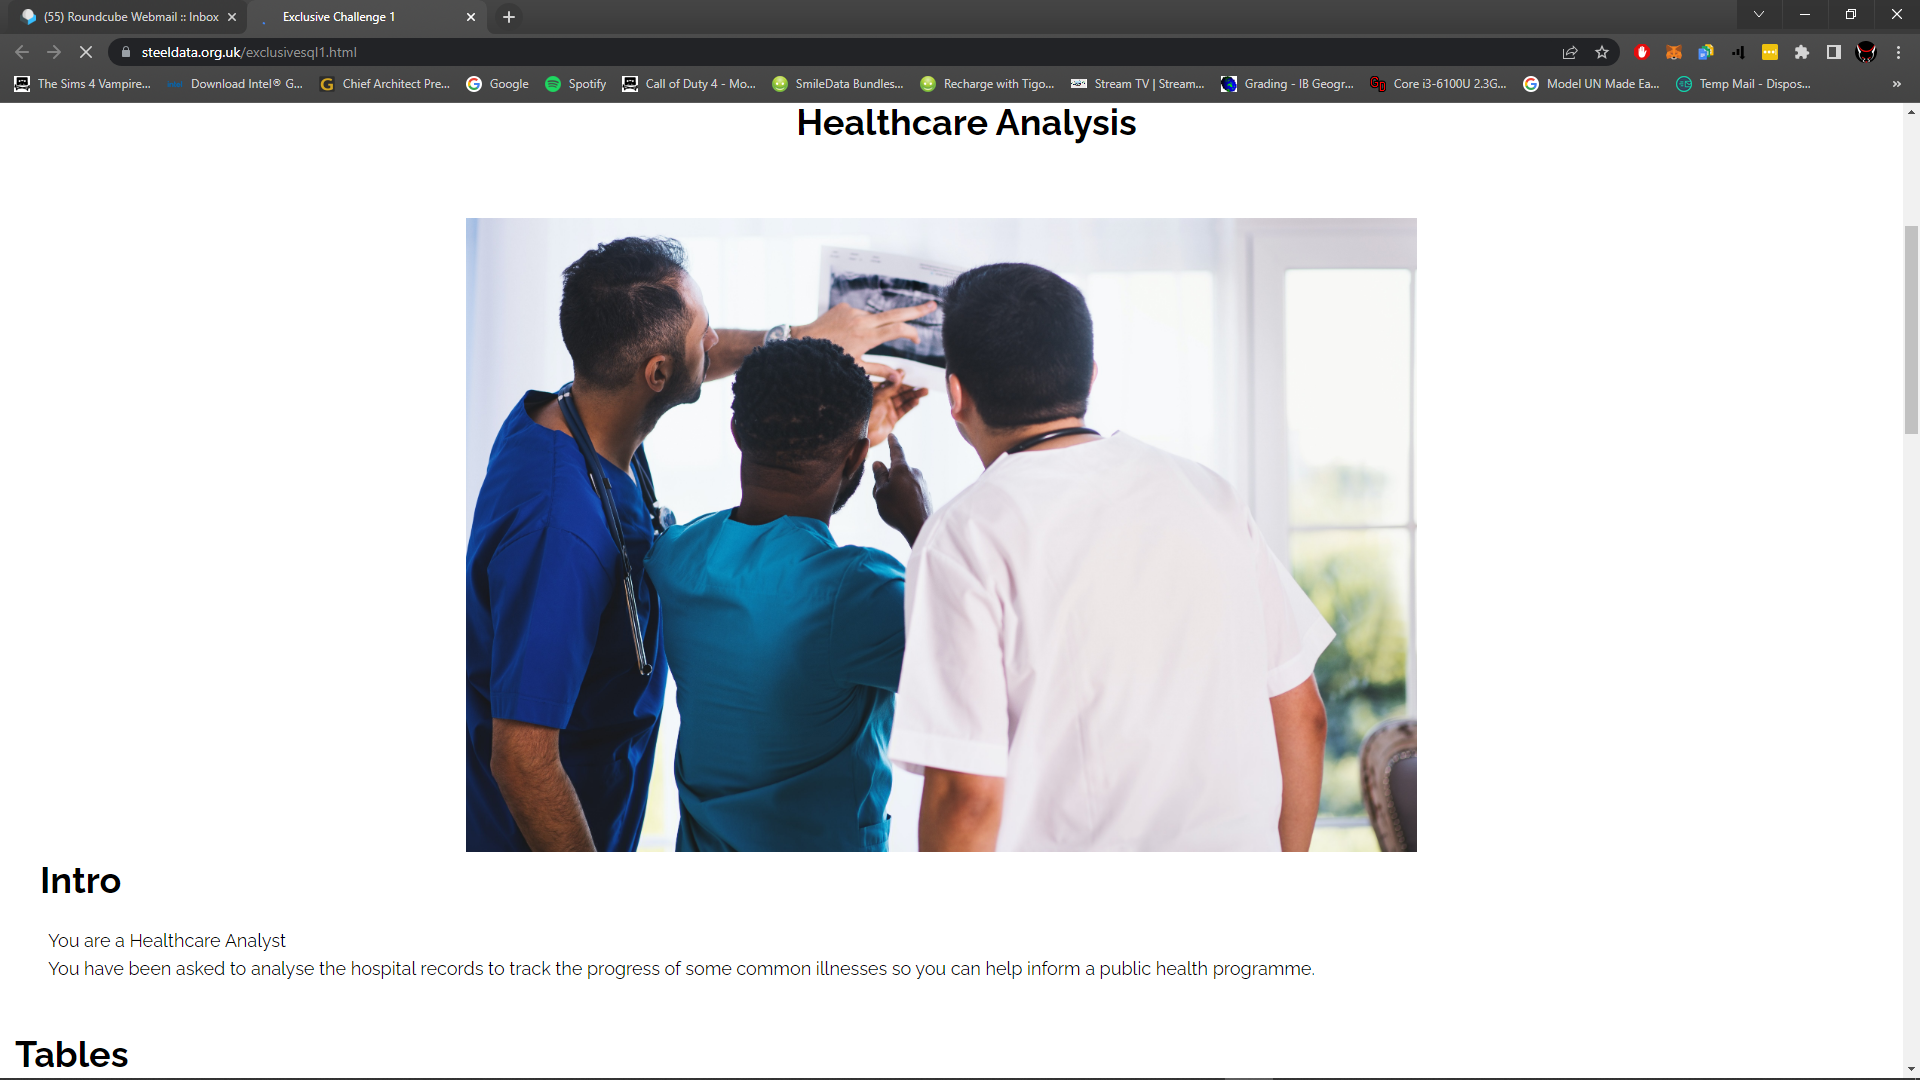 (55) Roundcube Webmail :: Inbox
Exclusive Challenge 1
steeldata.org.uk/exclusivesql1.html
The Sims 4 Vampire...
Download Intel® G...
Chief Architect Pre...
Google
Spotify
Call of Duty 4 - Mo...
SmileData Bundles...
Recharge with Tigo...
Stream TV | Stream...
Grading - IB Geogr...
Core i3-6100U 2.3G...
Model UN Made Ea...
Temp Mail - Dispos...
Healthcare Analysis
Intro
You are a Healthcare Analyst
You have been asked to analyse the hospital records to track the progress of some common illnesses so you can help inform a public health programme.
Tables